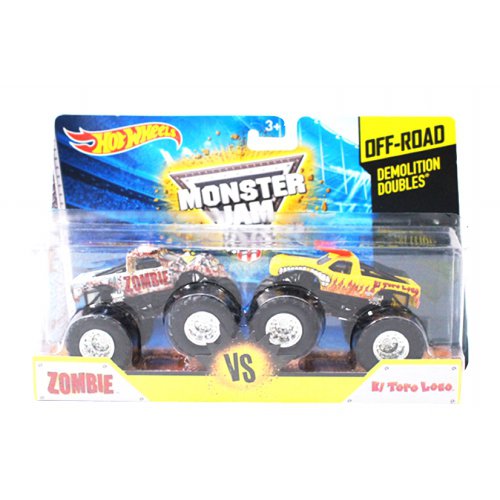 HOT WHEELS
3+
OFF-ROAD
DEMOLITION
DOUBLES®
MONSTER
JAM
ZOMBIE
El Toro Loco
ZOMBIE
VS
El Toro Loco